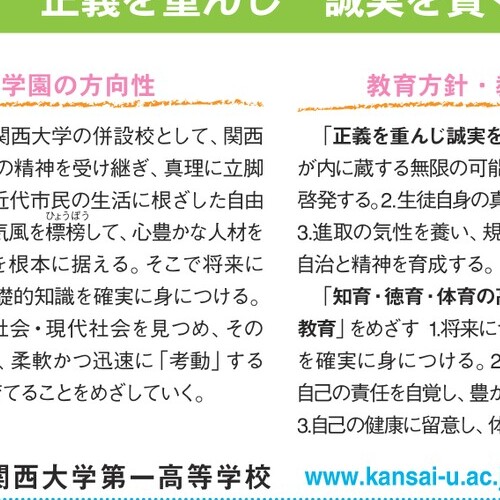 正義を重んじ 誠実を貴
学園の方向性
関西大学の併設校として、関西
の精神を受け継ぎ、真理に立脚
近代市民の生活に根ざした自由
気風を標榜して、心豊かな人材を
ひょうぼう
を根本に据える。そこで将来に
礎的知識を確実に身につける。
社会・現代社会を見つめ、その
、柔軟かつ迅速に「考動」する
てることをめざしていく。
教育方針・
「正義を重んじ誠実を
が内に蔵する無限の可能
啓発する。2.生徒自身の真
3.進取の気性を養い、規
自治と精神を育成する。
「知育・徳育・体育の高
教育」をめざす 1.将来に
を確実に身につける。2
自己の責任を自覚し、豊か
3.自己の健康に留意し、体
関西大学第一高等学校
www.kansai-u.ac.